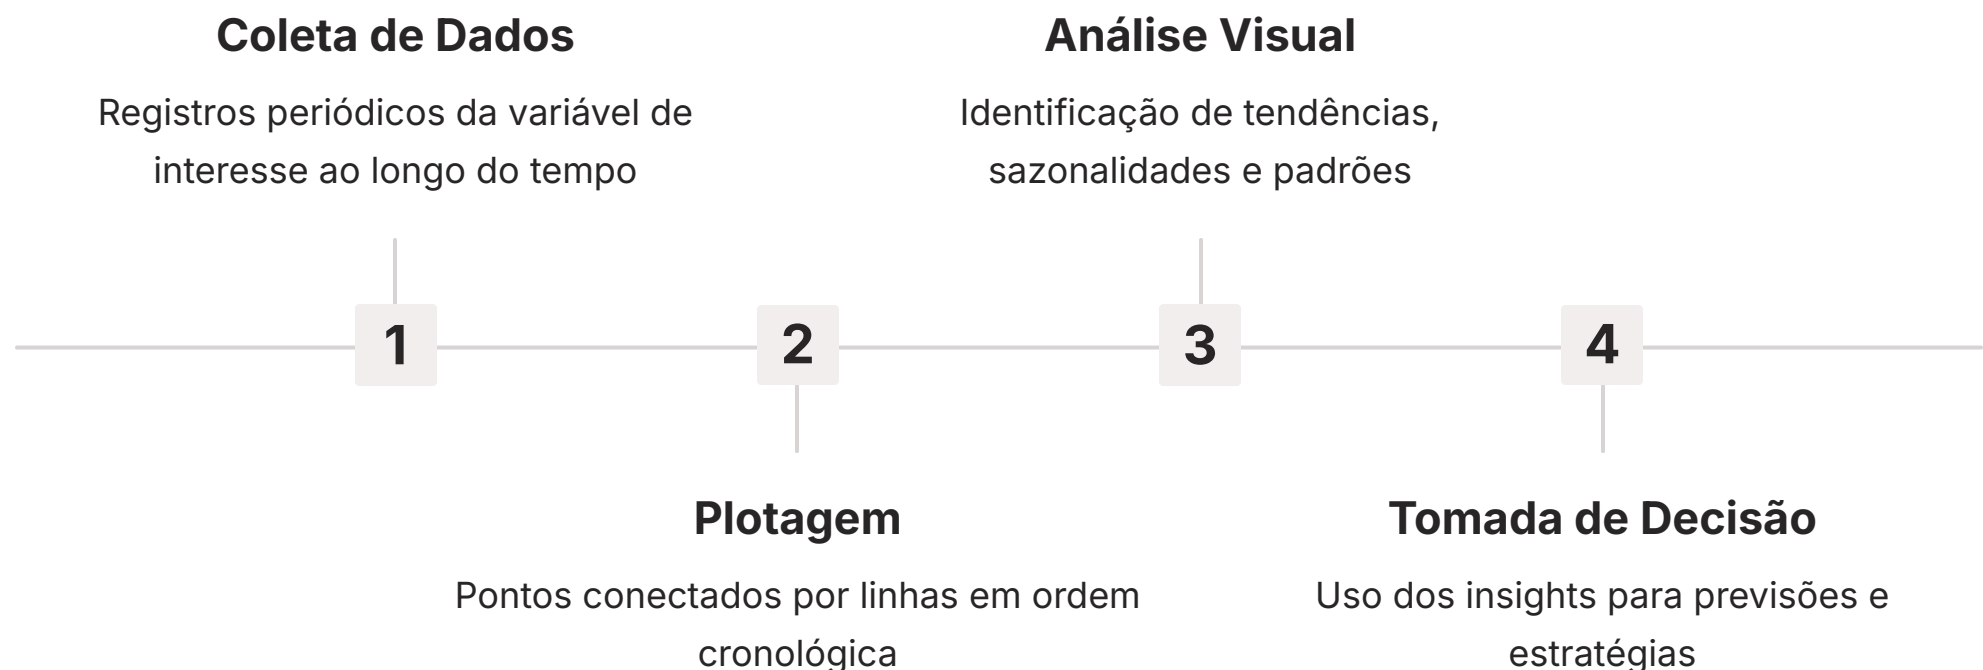 Coleta de Dados
Registros periódicos da variável de
interesse ao longo do tempo
Análise Visual
Identificação de tendências,
sazonalidades e padrões
1
2
3
4
Plotagem
Pontos conectados por linhas em ordem
cronológica
Tomada de Decisão
Uso dos insights para previsões e
estratégias